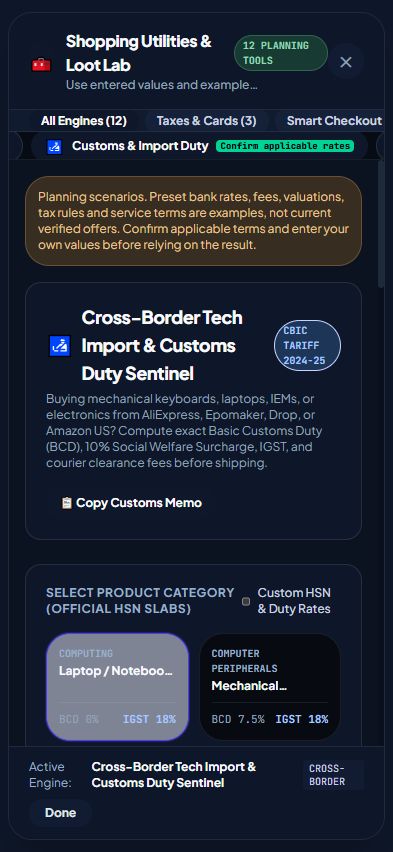 Shopping Utilities &
Loot Lab
12 PLANNING
TOOLS
Use entered values and example…
All Engines (12)
Taxes & Cards (3)
Smart Checkout
Customs & Import Duty
Confirm applicable rates
Planning scenarios. Preset bank rates, fees, valuations,
tax rules and service terms are examples, not current
verified offers. Confirm applicable terms and enter your
own values before relying on the result.
Cross-Border Tech
Import & Customs
Duty Sentinel
CBIC
TARIFF
2024-25
Buying mechanical keyboards, laptops, IEMs, or
electronics from AliExpress, Epomaker, Drop, or
Amazon US? Compute exact Basic Customs Duty
(BCD), 10% Social Welfare Surcharge, IGST, and
courier clearance fees before shipping.
Copy Customs Memo
SELECT PRODUCT CATEGORY
(OFFICIAL HSN SLABS)
Custom HSN
& Duty Rates
COMPUTING
Laptop / Noteboo…
BCD 0%
IGST 18%
COMPUTER
PERIPHERALS
Mechanical…
BCD 7.5%
IGST 18%
Active
Engine:
Cross-Border Tech Import &
Customs Duty Sentinel
CROSS-
BORDER
Done